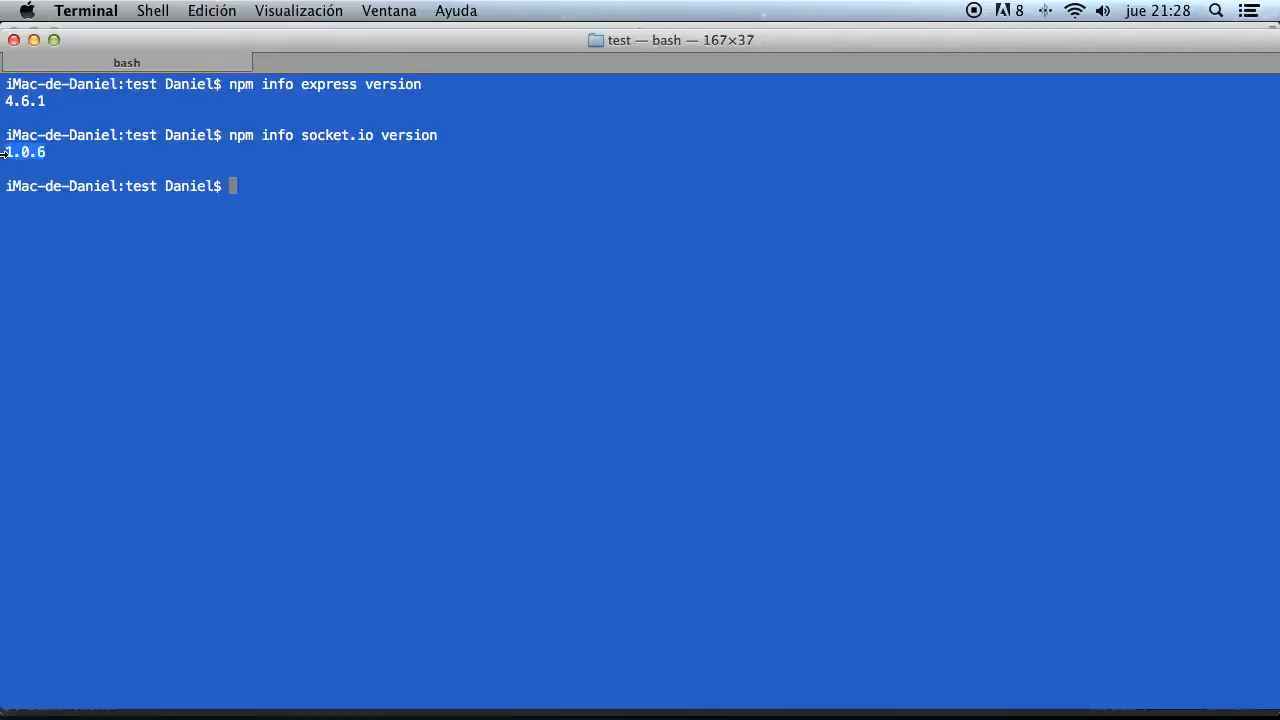 Terminal Shell Edición Visualización Ventana Ayuda 8 jue 21:28
test — bash — 167×37
bash
iMac-de-Daniel:test Daniel$ npm info express version
4.6.1
iMac-de-Daniel:test Daniel$ npm info socket.io version
1.0.6
iMac-de-Daniel:test Daniel$